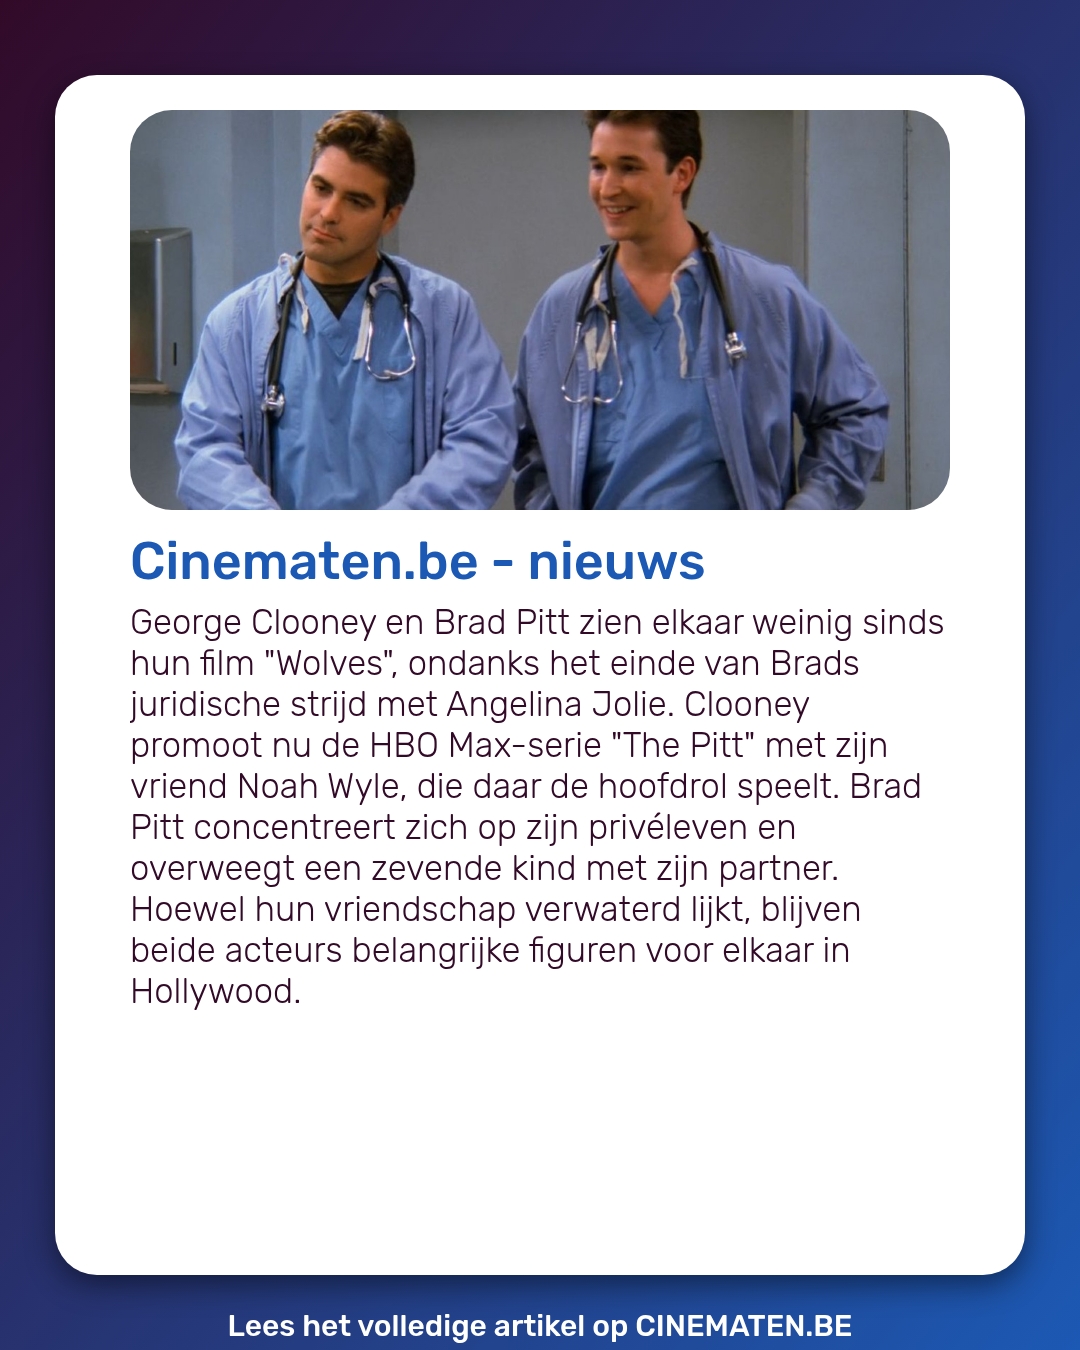 Cinematen.be - nieuws
George Clooney en Brad Pitt zien elkaar weinig sinds
hun film "Wolves", ondanks het einde van Brads
juridische strijd met Angelina Jolie. Clooney
promoot nu de HBO Max-serie "The Pitt" met zijn
vriend Noah Wyle, die daar de hoofdrol speelt. Brad
Pitt concentreert zich op zijn privéleven en
overweegt een zevende kind met zijn partner.
Hoewel hun vriendschap verwaterd lijkt, blijven
beide acteurs belangrijke figuren voor elkaar in
Hollywood.
Lees het volledige artikel op CINEMATEN.BE